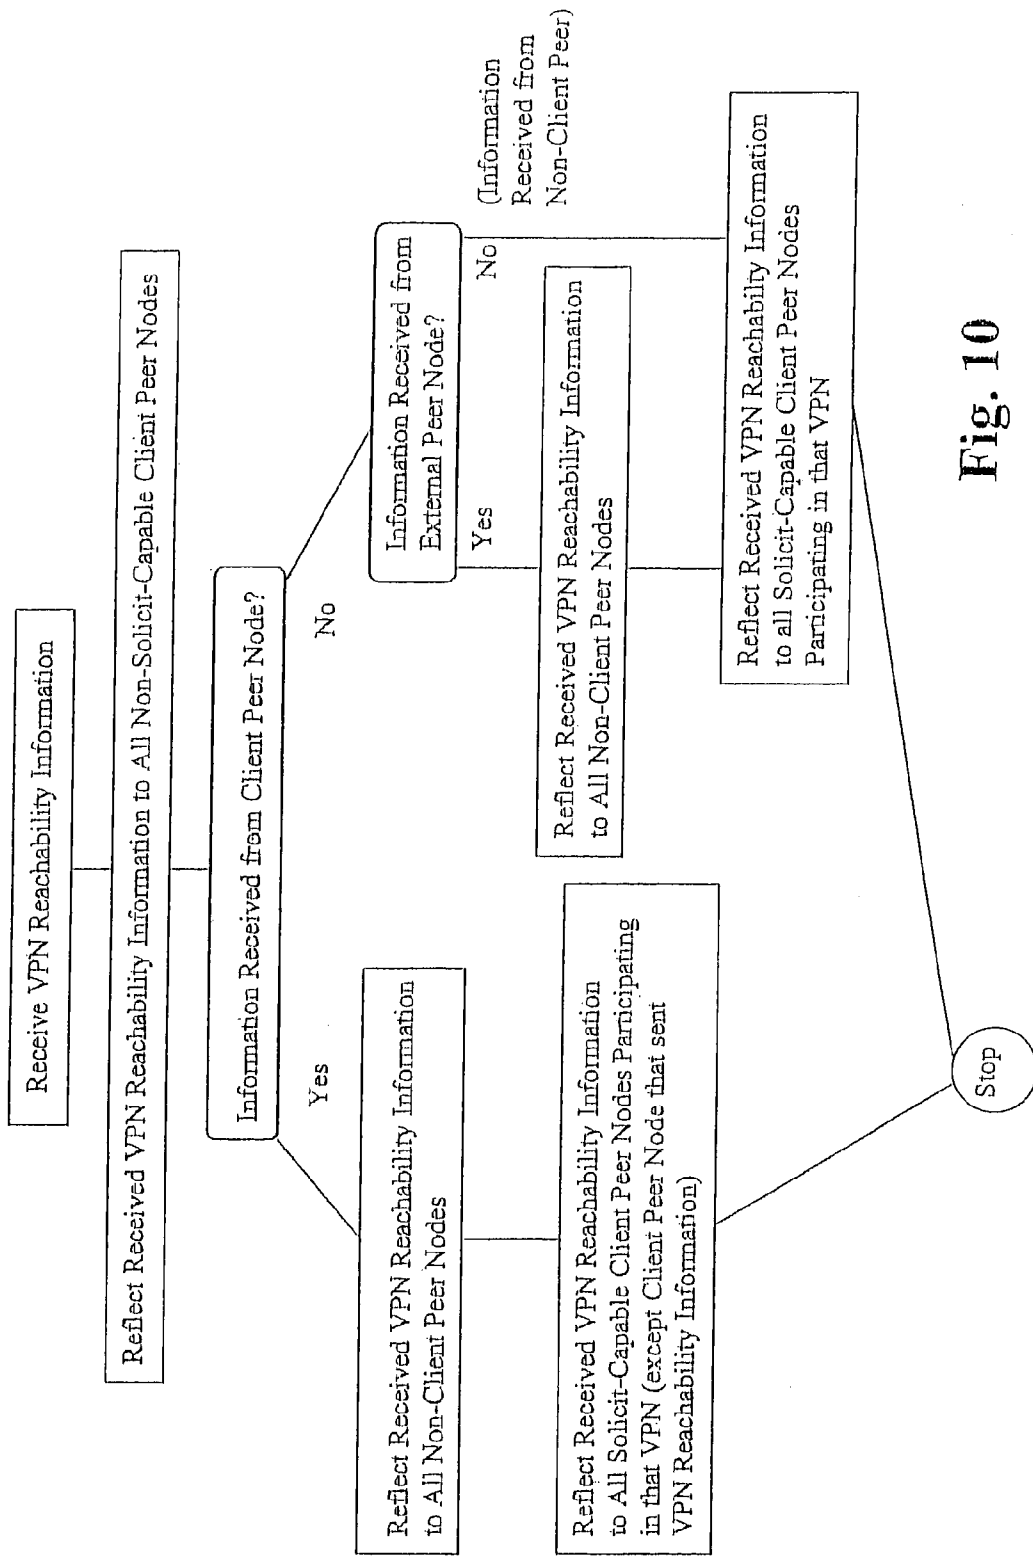 Receive VPN Reachability Information
Reflect Received VPN Reachability Information to All Non-Solicit-Capable Client Peer Nodes
Information Received from Client Peer Node?
Yes
No
Reflect Received VPN Reachability Information
to All Non-Client Peer Nodes
Information Received from
External Peer Node?
Yes
No
(Information
Received from
Non-Client Peer)
Reflect Received VPN Reachability Information
to All Solicit-Capable Client Peer Nodes Participating
in that VPN (except Client Peer Node that sent
VPN Reachability Information)
Reflect Received VPN Reachability Information
to All Non-Client Peer Nodes
Reflect Received VPN Reachability Information
to all Solicit-Capable Client Peer Nodes
Participating in that VPN
Stop
Fig. 10